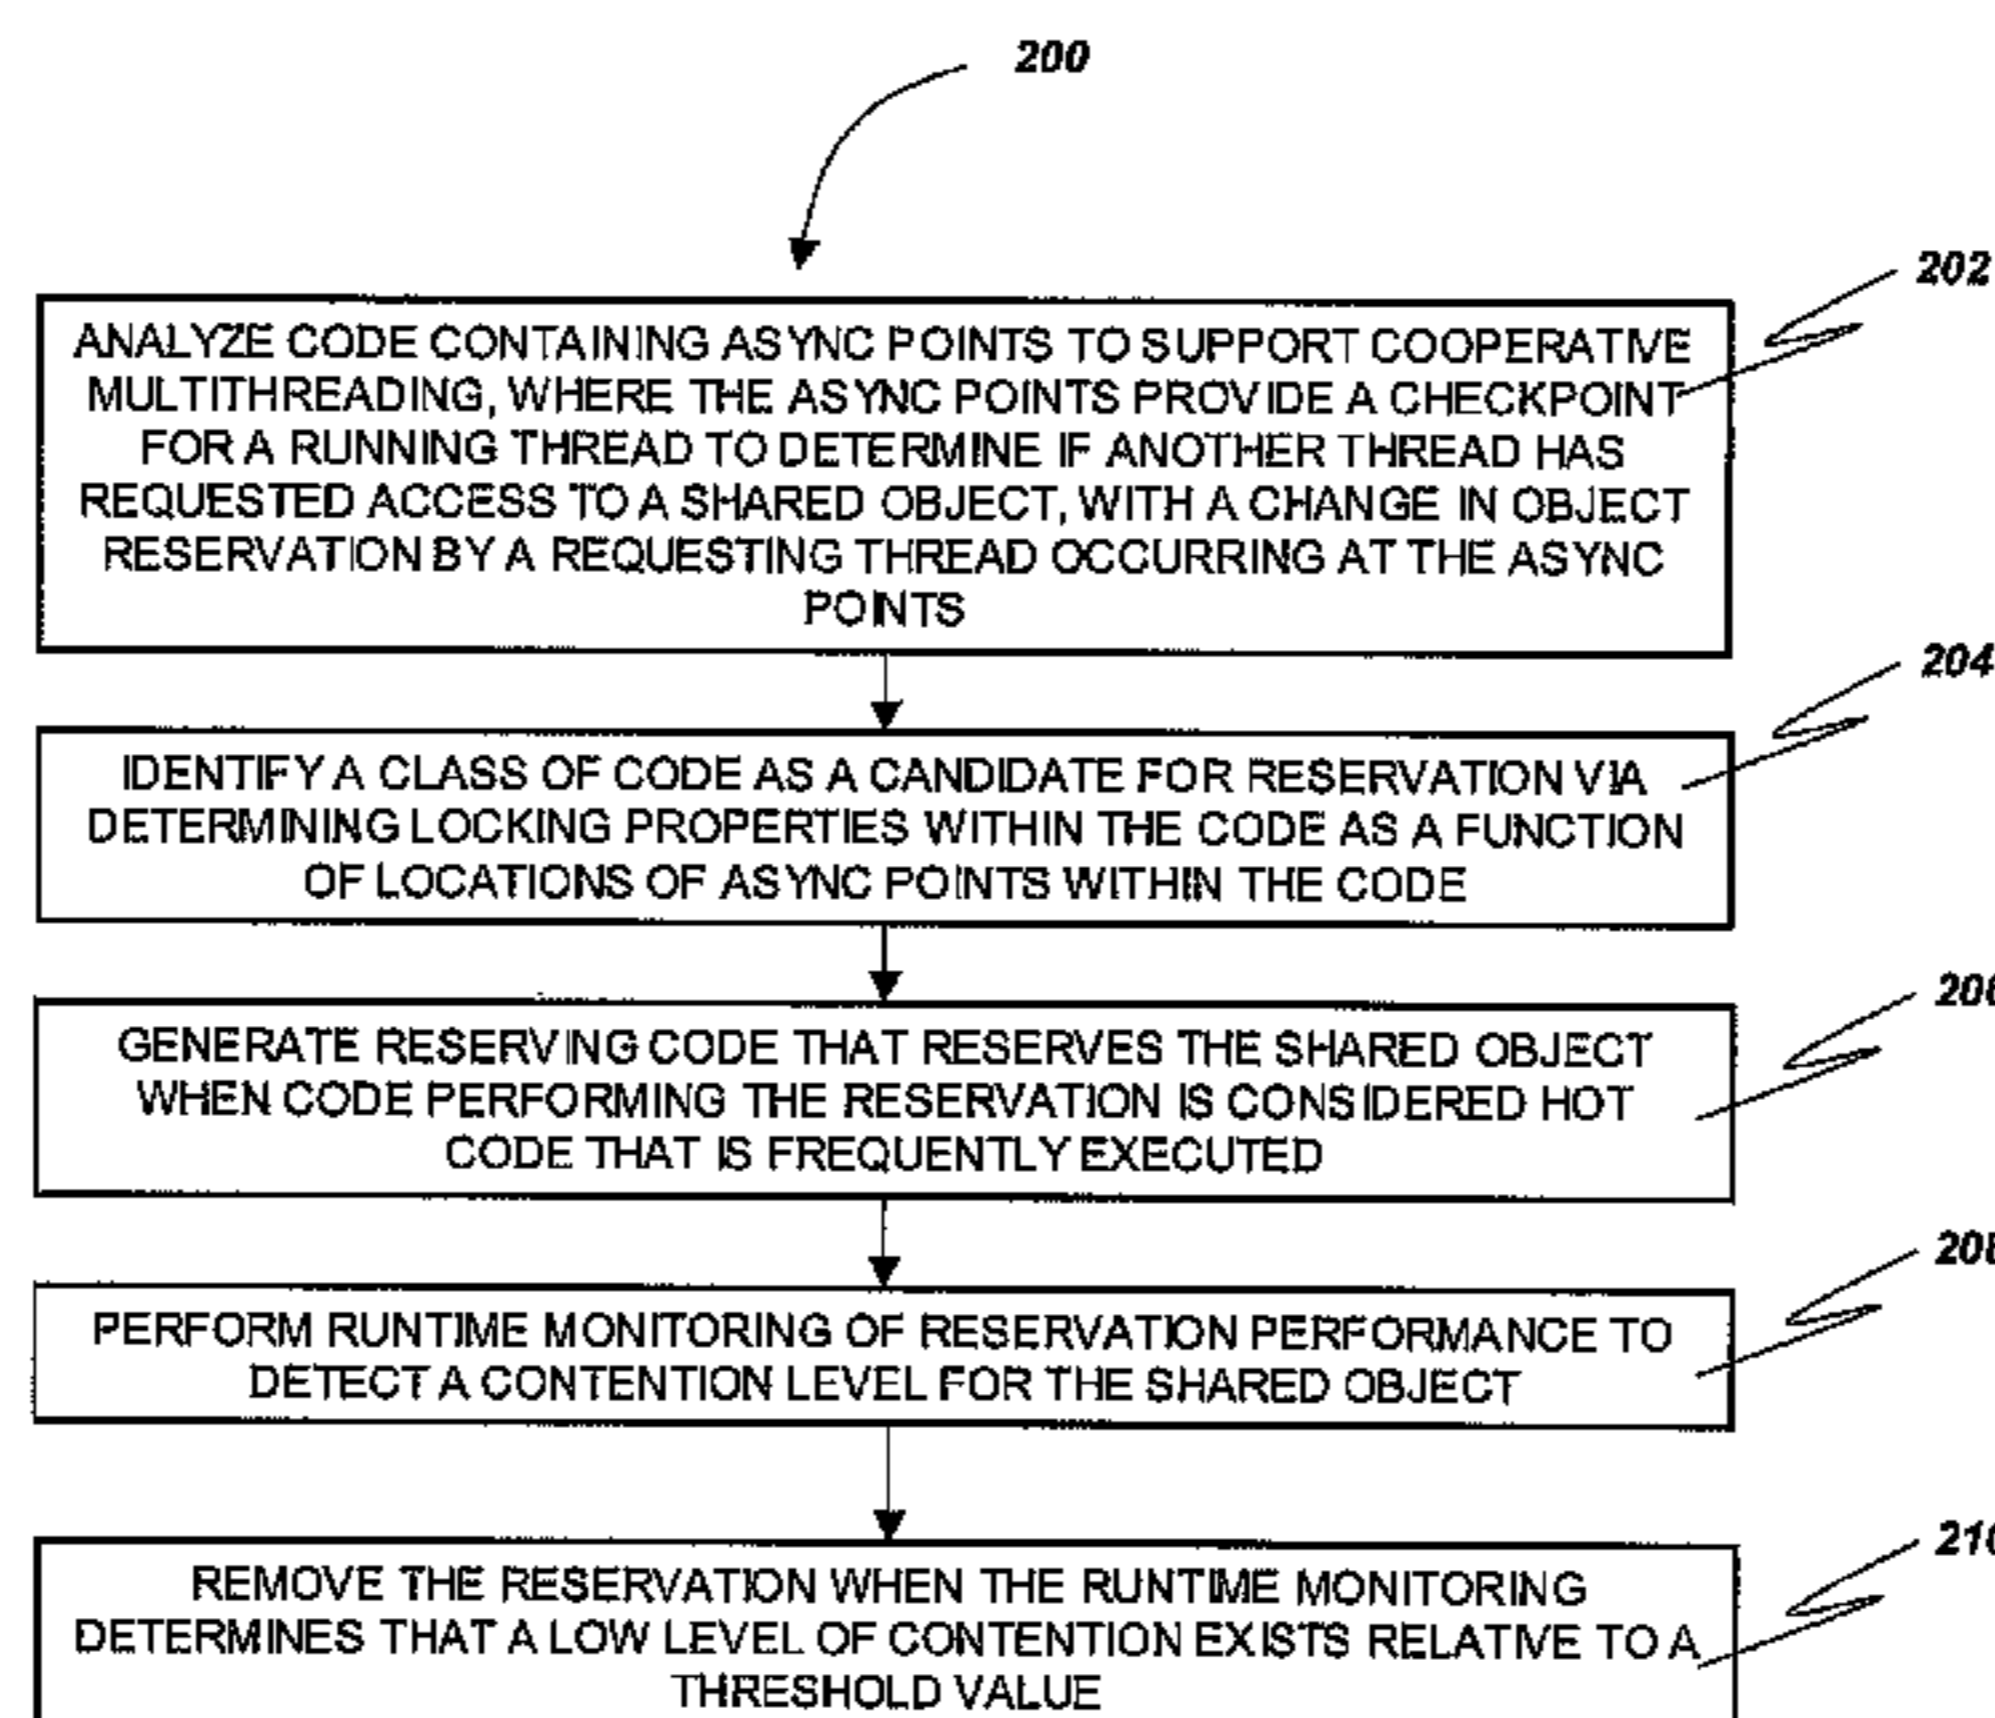 200
202
ANALYZE CODE CONTAINING ASYNC POINTS TO SUPPORT COOPERATIVE
MULTITHREADING, WHERE THE ASYNC POINTS PROVIDE A CHECKPOINT
FOR A RUNNING THREAD TO DETERMINE IF ANOTHER THREAD HAS
REQUESTED ACCESS TO A SHARED OBJECT, WITH A CHANGE IN OBJECT
RESERVATION BY A REQUESTING THREAD OCCURRING AT THE ASYNC
POINTS
204
IDENTIFY A CLASS OF CODE AS A CANDIDATE FOR RESERVATION VIA
DETERMINING LOCKING PROPERTIES WITHIN THE CODE AS A FUNCTION
OF LOCATIONS OF ASYNC POINTS WITHIN THE CODE
206
GENERATE RESERVING CODE THAT RESERVES THE SHARED OBJECT
WHEN CODE PERFORMING THE RESERVATION IS CONSIDERED HOT
CODE THAT IS FREQUENTLY EXECUTED
208
PERFORM RUNTIME MONITORING OF RESERVATION PERFORMANCE TO
DETECT A CONTENTION LEVEL FOR THE SHARED OBJECT
210
REMOVE THE RESERVATION WHEN THE RUNTIME MONITORING
DETERMINES THAT A LOW LEVEL OF CONTENTION EXISTS RELATIVE TO A
THRESHOLD VALUE